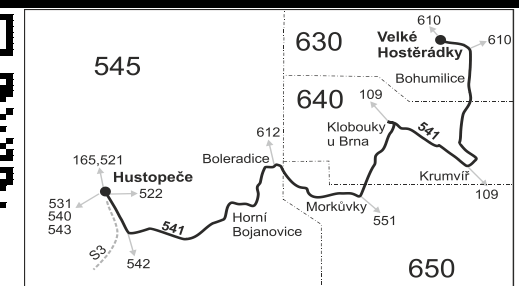 610
Velké
Hostěrádky
610
630
545
Bohumilice
640
109
Klobouky
u Brna
541
612
Boleradice
165,521
Hustopeče
Krumvíř
109
522
531
540
543
Morkůvky
551
541
Horní
Bojanovice
S3
542
650